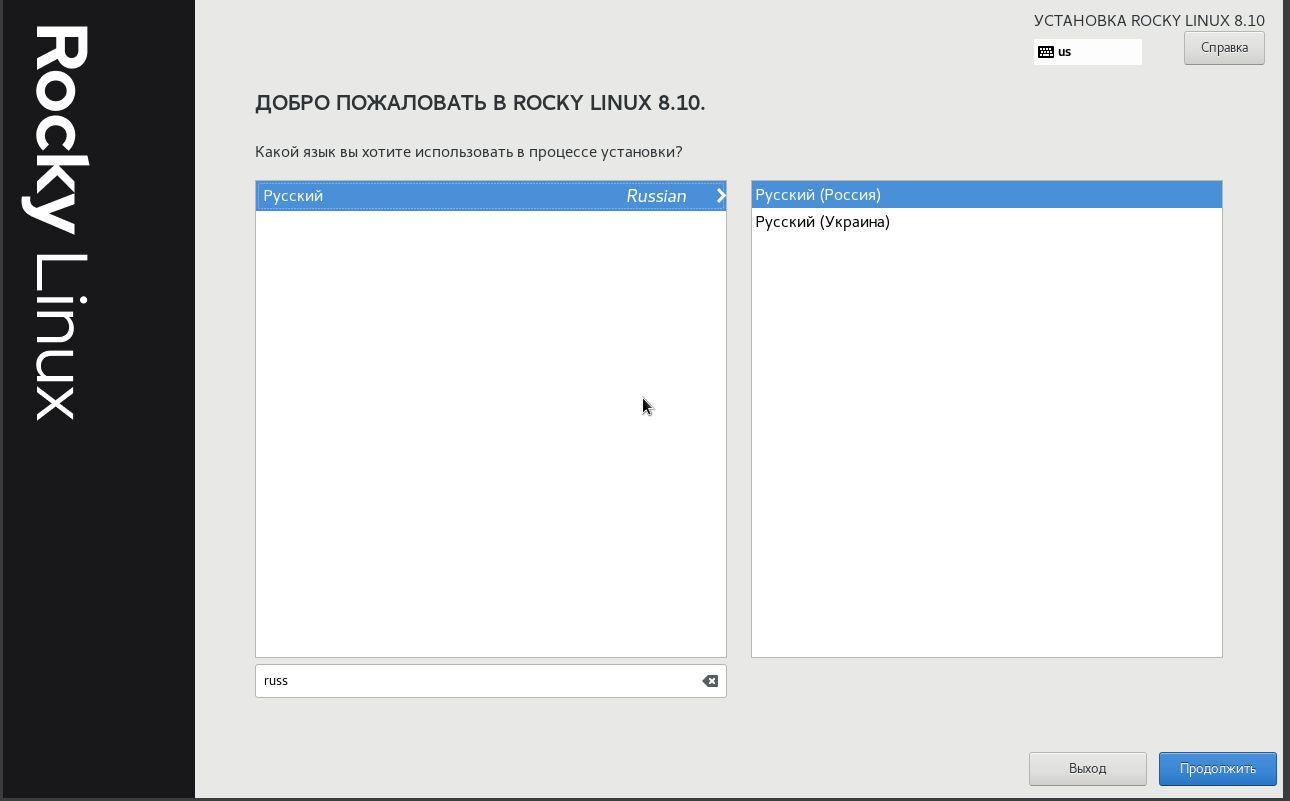 Rocky Linux
УСТАНОВКА ROCKY LINUX 8.10
us
Справка
ДОБРО ПОЖАЛОВАТЬ В ROCKY LINUX 8.10.
Какой язык вы хотите использовать в процессе установки?
Русский Russian
Русский (Россия)
Русский (Украина)
russ
Выход
Продолжить